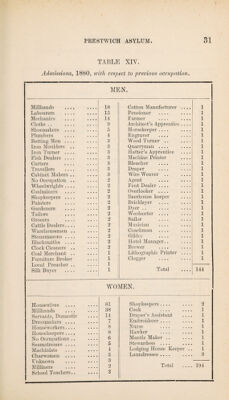 PRESTWICH ASYLUM. 31
TABLE XIV.
Admissions, 1880, with respect to previous occupation.
MEN.
Millhands 18
Labourers 15
Mechanics 14
Clerks 9
Shoemakers 5
Plumbers 4
Betting Men 3
Iron Moulders 3
Iron Turner 3
Fish Dealers 3
Carters 3
Travellers 3
Cabinet Makers 3
No Occupation 2
Wheelwrights 2
Costumiers 2
Shopkeepers 2
Painters 2
Gardeners 2
Tailors 2
Grocers 2
Cattle Dealers 2
Warehousemen 2
Stonemasons 2
Blacksmiths 2
Clock Cleaners 2
Coal Merchant 1
Furniture Broker 1
Local Preacher 1
Silk Buyer 1
Cotton Manufacturer 1
Pensioner 1
Farmer 1
Architect's Apprentice 1
Horsekeeper 1
Engraver 1
Wood Turner 1
Quarryman 1
Hatter's Apprentice 1
Machine Printer 1
Bleacher 1
Draper 1
Wire Weaver 1
Agent 1
Fent Dealer 1
Overlooker 1
Beerhouse keeper 1
Bricklayer 1
Dyer 1
Woolsorter 1
Sailor 1
Musician 1
Coachman 1
Gilder 1
Hotel Manager 1
Brewer 1
Lithographic Printer 1
Clogger 1
Total 144
WOMEN.
Housewives 81
Millhands 38
Servants, Domestic 14
Dressmakers 7
Homeworkers 8
Housekeepers 8
No Occupations 6
Seamstresses 5
Machinists 3
Charwomen 3
Unknown 3
Milliners 2
School Teachers 2
Shopkeepers 2
Cook 1
Draper's Assistant 1
Embroiderer 1
Nurse 1
Hawker 1
Mantle Maker 1
Stewardess 1
Lodging House Keeper 1
Laundresses 3
Total 194